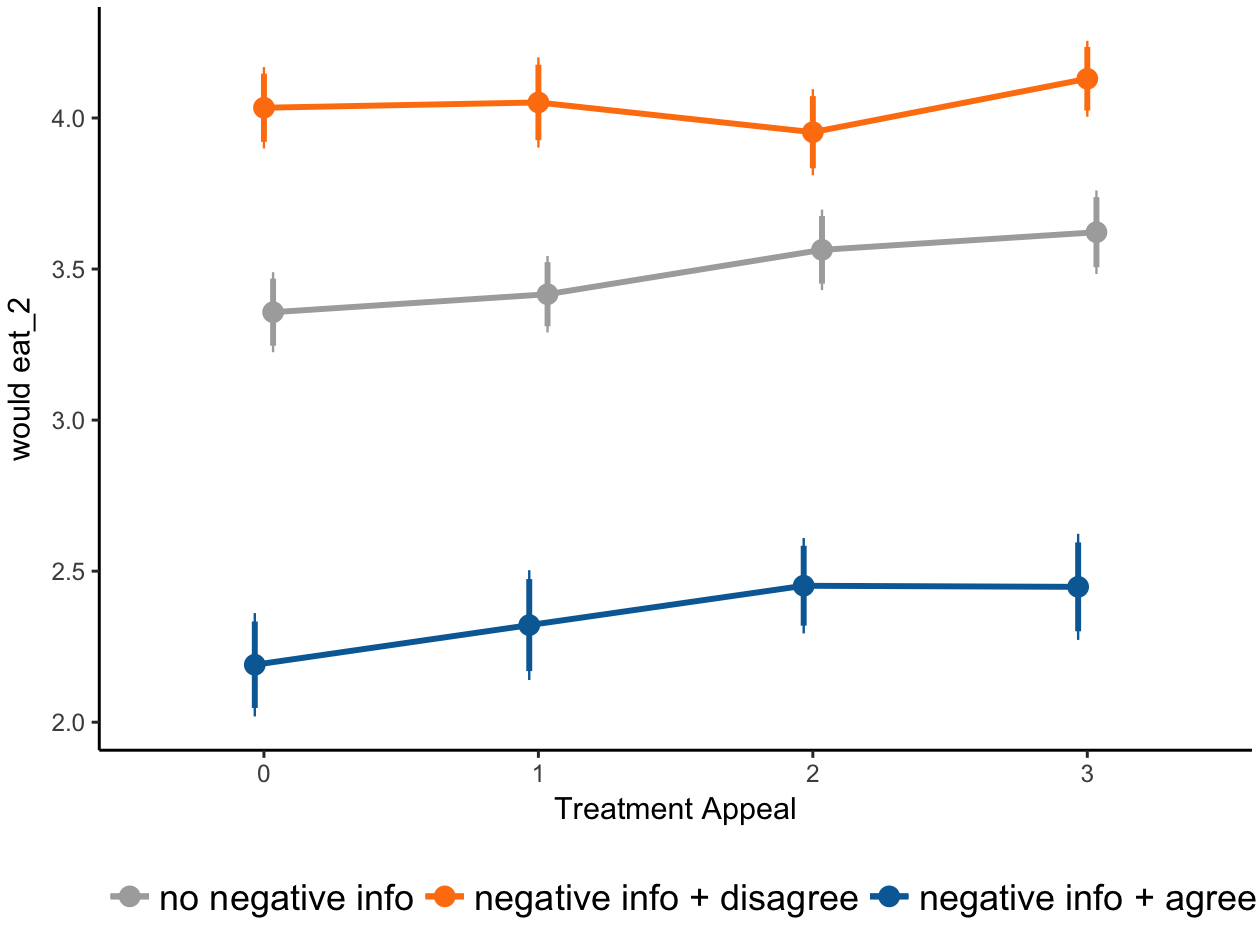 would eat_2
4.0
3.5
3.0
2.5
2.0
0 1 2 3
Treatment Appeal
no negative info negative info + disagree negative info + agree